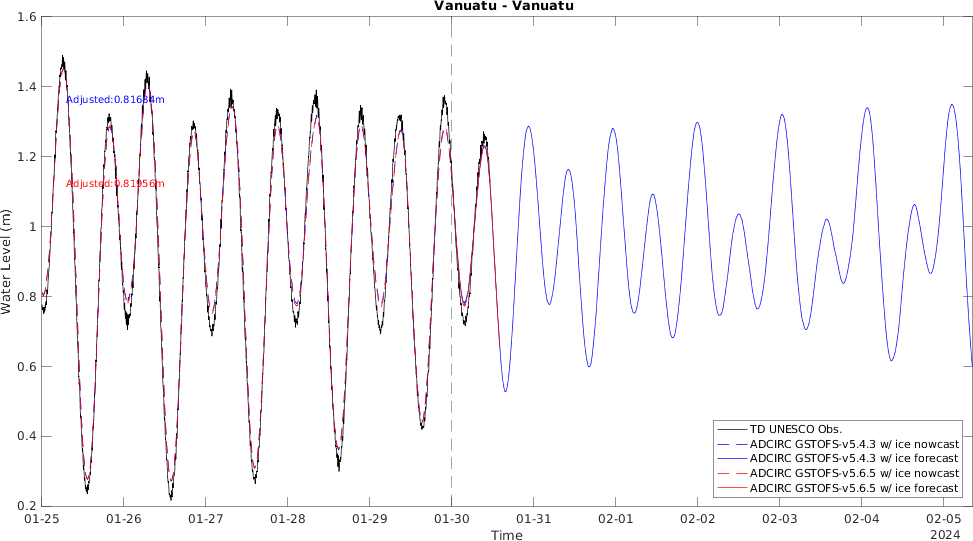 Vanuatu - Vanuatu
1.6
1.4
1.2
1
0.8
0.6
0.4
0.2
Water Level (m)
Adjusted:0.81684m
Adjusted:0.81956m
TD UNESCO Obs.
ADCIRC GSTOFS-v5.4.3 w/ ice nowcast
ADCIRC GSTOFS-v5.4.3 w/ ice forecast
ADCIRC GSTOFS-v5.6.5 w/ ice nowcast
ADCIRC GSTOFS-v5.6.5 w/ ice forecast
01-25 01-26 01-27 01-28 01-29 01-30 01-31 02-01 02-02 02-03 02-04 02-05
Time
2024